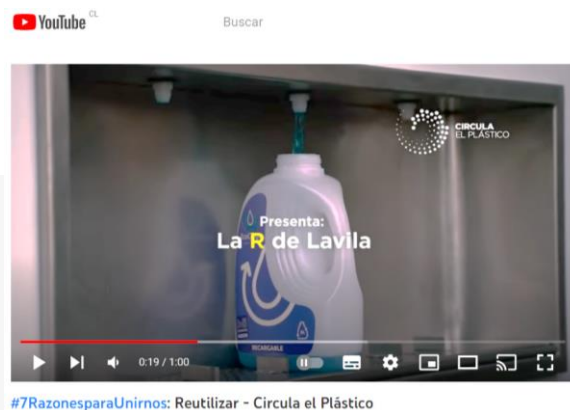 YouTube CL
Buscar
CIRCULA
EL PLÁSTICO
Presenta:
La R de Lavila
RECARGABLE
0:19 / 1:00
#7RazonesparaUnirnos: Reutilizar - Circula el Plástico